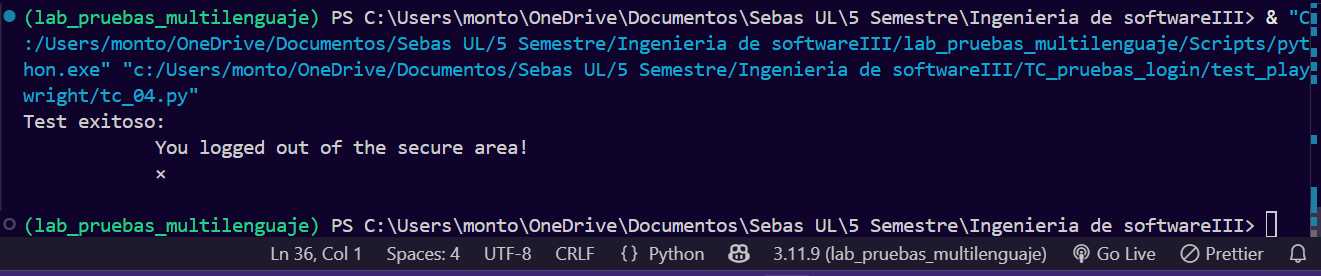 (lab_pruebas_multilenguaje) PS C:\Users\monto\OneDrive\Documentos\Sebas UL\5 Semestre\Ingenieria de softwareIII> & "C
:/Users/monto/OneDrive/Documentos/Sebas UL/5 Semestre/Ingenieria de softwareIII/lab_pruebas_multilenguaje/Scripts/pyt
hon.exe" "c:/Users/monto/OneDrive/Documentos/Sebas UL/5 Semestre/Ingenieria de softwareIII/TC_pruebas_login/test_play
wright/tc_04.py"
Test exitoso:
You logged out of the secure area!
×
(lab_pruebas_multilenguaje) PS C:\Users\monto\OneDrive\Documentos\Sebas UL\5 Semestre\Ingenieria de softwareIII>
Ln 36, Col 1 Spaces: 4 UTF-8 CRLF {} Python 3.11.9 (lab_pruebas_multilenguaje) Go Live Prettier